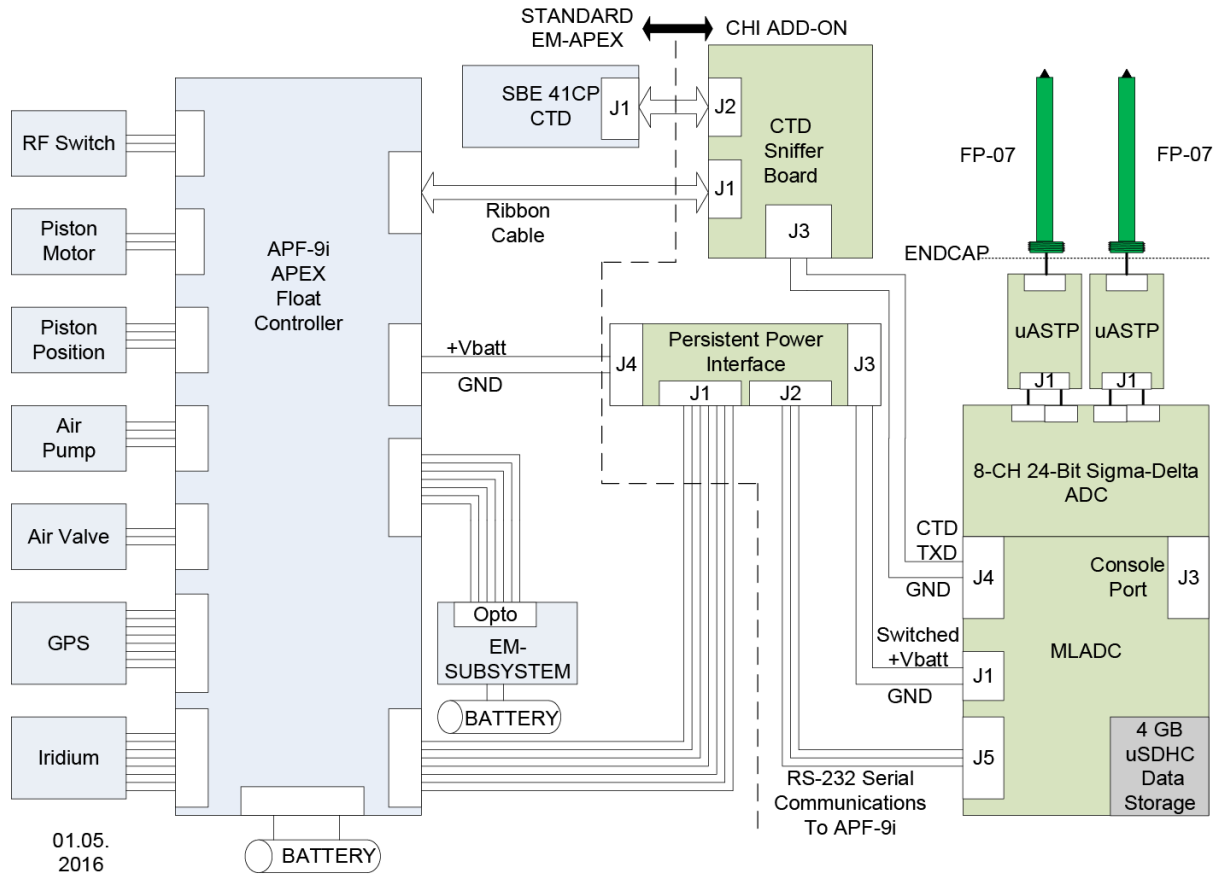 STANDARD
EM-APEX
CHI ADD-ON
RF Switch
Piston
Motor
Piston
Position
Air
Pump
Air Valve
GPS
Iridium
01.05.
2016
APF-9i
APEX
Float
Controller
BATTERY
SBE 41CP
CTD
J1
J2
CTD
Sniffer
Board
J1
J3
Ribbon
Cable
+Vbatt
GND
J4
Persistent Power
Interface
J1
J2
J3
Opto
EM-
SUBSYSTEM
BATTERY
FP-07
FP-07
ENDCAP
uASTP
uASTP
J1
J1
8-CH 24-Bit Sigma-Delta
ADC
CTD
TXD
GND
J4
Console
Port
J3
Switched
+Vbatt
GND
J1
MLADC
J5
4 GB
uSDHC
Data
Storage
RS-232 Serial
Communications
To APF-9i